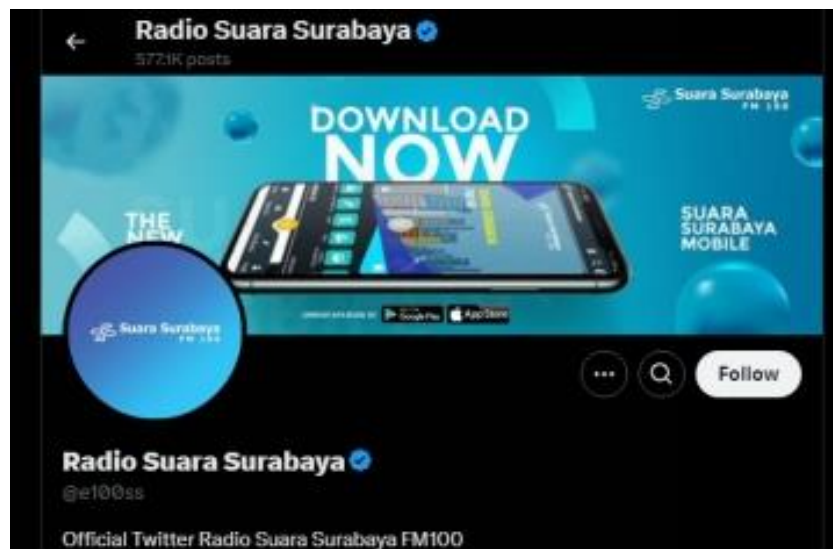 Radio Suara Surabaya
577.1K posts
Suara Surabaya
FM 100
DOWNLOAD
NOW
THE
NEW
SUARA
SURABAYA
MOBILE
Google Play
App Store
Suara Surabaya
FM 100
Follow
Radio Suara Surabaya
@e100ss
Official Twitter Radio Suara Surabaya FM100